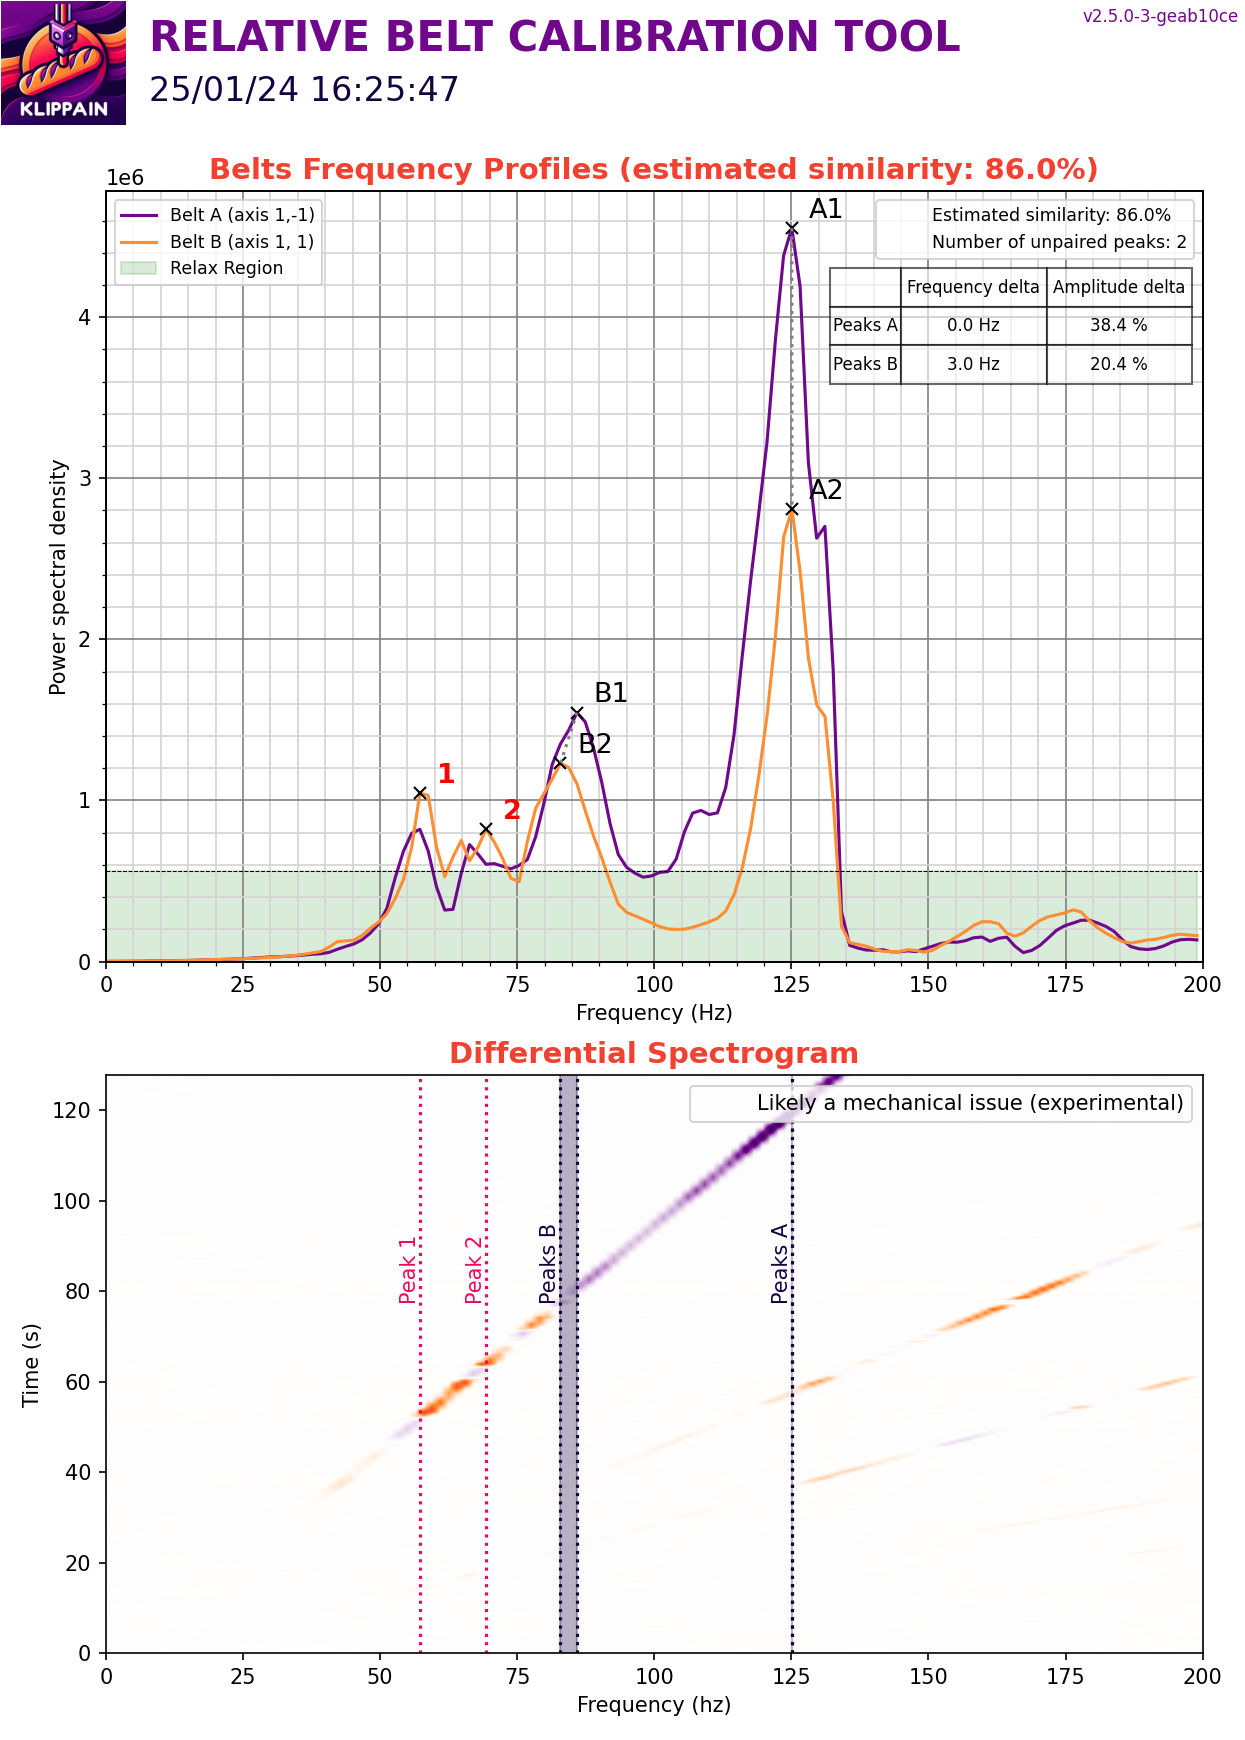 KLIPPAIN
RELATIVE BELT CALIBRATION TOOL
25/01/24 16:25:47
v2.5.0-3-geab10ce
Belts Frequency Profiles (estimated similarity: 86.0%)
1e6
Belt A (axis 1,-1)
Belt B (axis 1, 1)
Relax Region
Estimated similarity: 86.0%
Number of unpaired peaks: 2
Frequency delta Amplitude delta
Peaks A 0.0 Hz 38.4 %
Peaks B 3.0 Hz 20.4 %
A1
A2
B1
B2
1
2
4
3
2
1
0
Power spectral density
0 25 50 75 100 125 150 175 200
Frequency (Hz)
Differential Spectrogram
Likely a mechanical issue (experimental)
Peak 1
Peak 2
Peaks B
Peaks A
120
100
80
60
40
20
0
Time (s)
0 25 50 75 100 125 150 175 200
Frequency (hz)